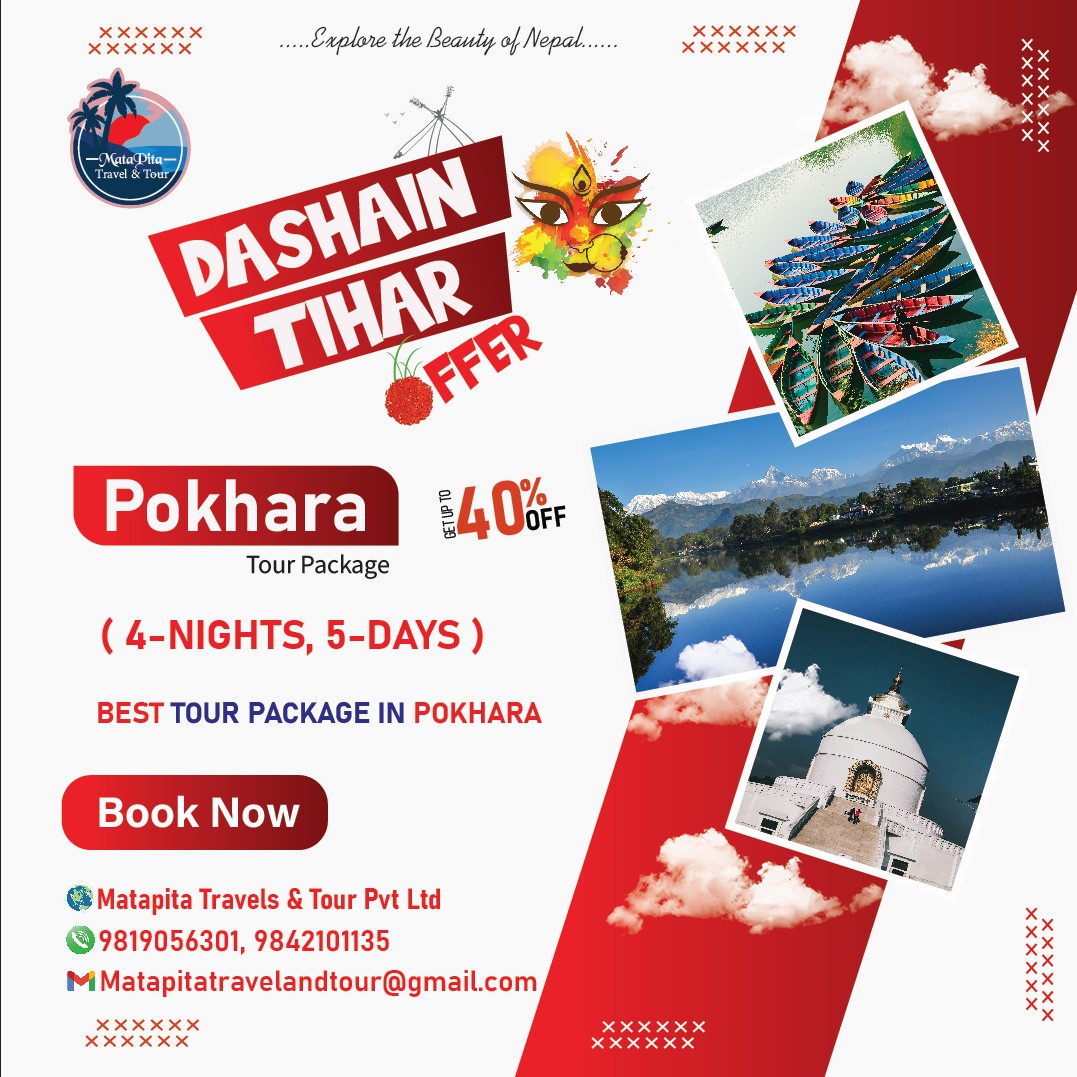 .....Explore the Beauty of Nepal......
—MataPita—
Travel & Tour
DASHAIN
TIHAR
OFFER
Pokhara
Tour Package
GET UP TO
40%
OFF
( 4-NIGHTS, 5-DAYS )
BEST TOUR PACKAGE IN POKHARA
Book Now
Matapita Travels & Tour Pvt Ltd
9819056301, 9842101135
Matapitatravelandtour@gmail.com